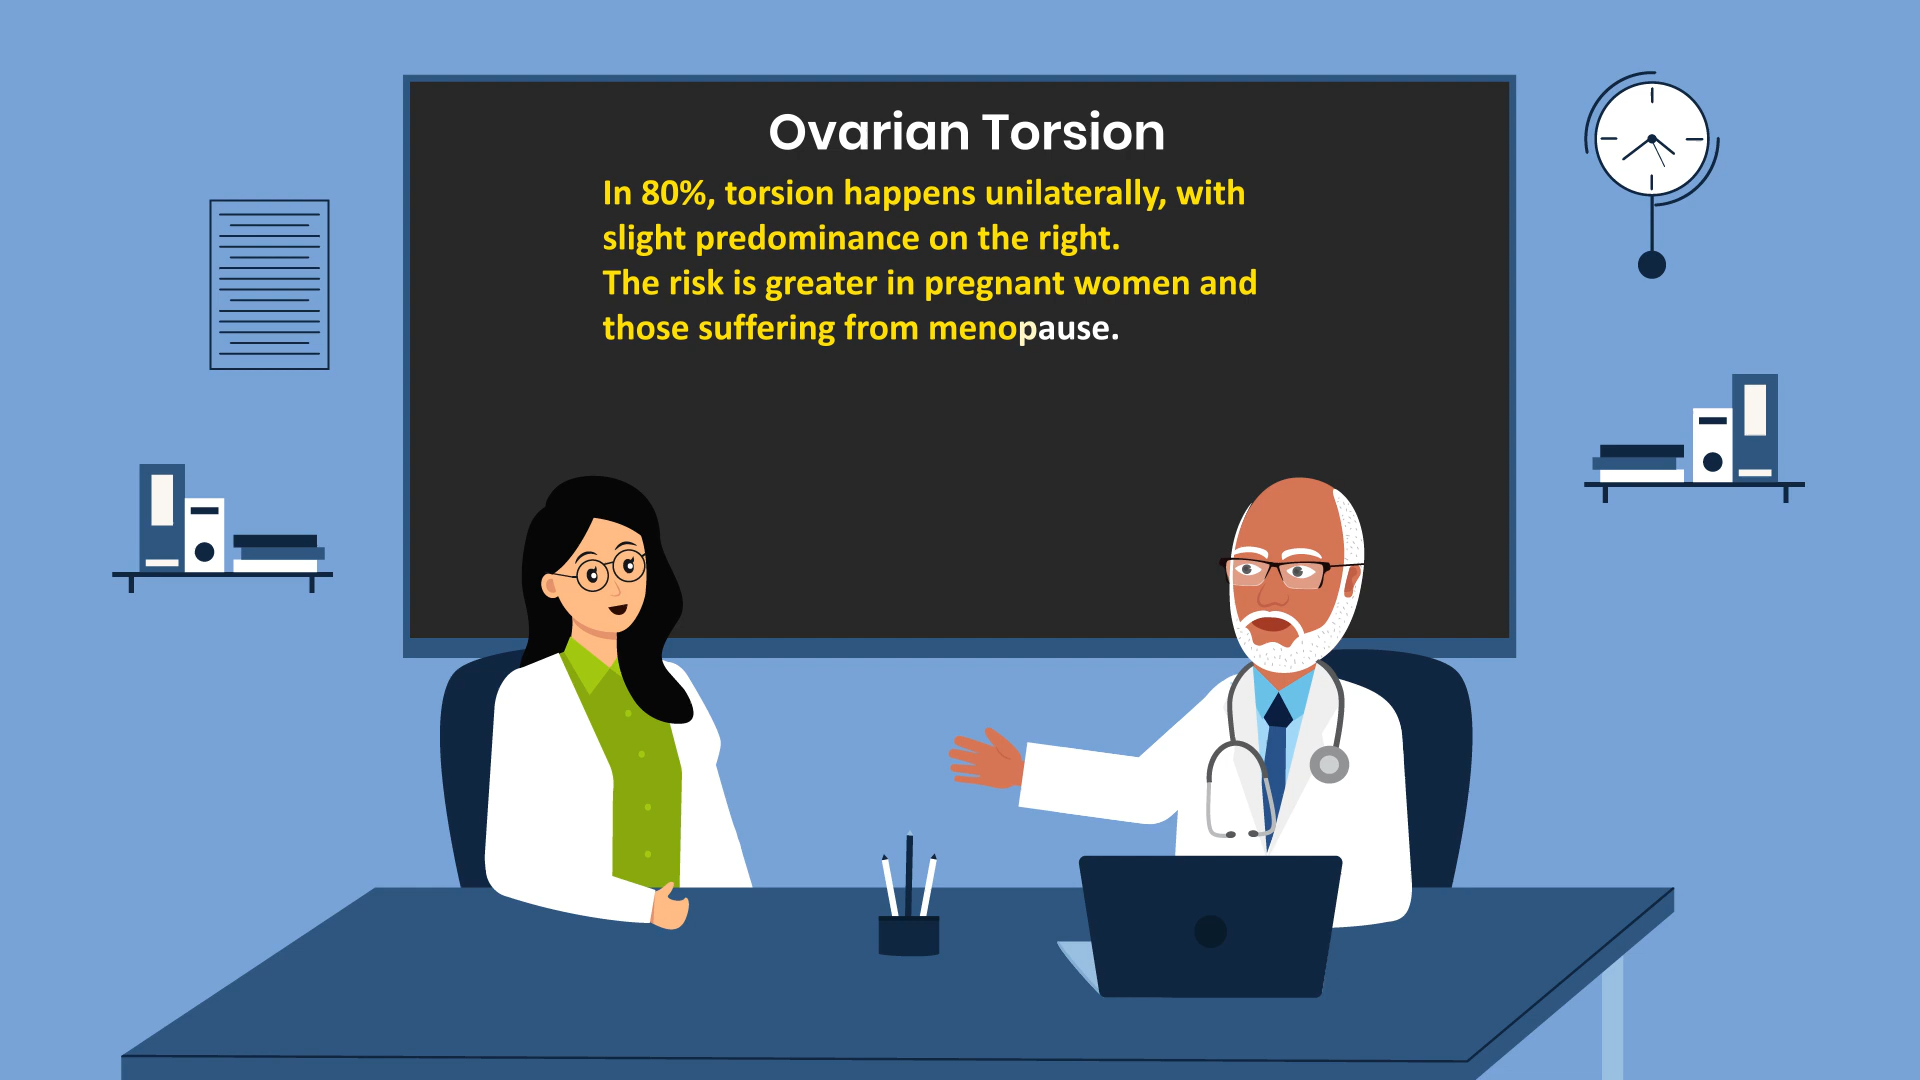 Ovarian Torsion
In 80%, torsion happens unilaterally, with
slight predominance on the right.
The risk is greater in pregnant women and
those suffering from menopause.